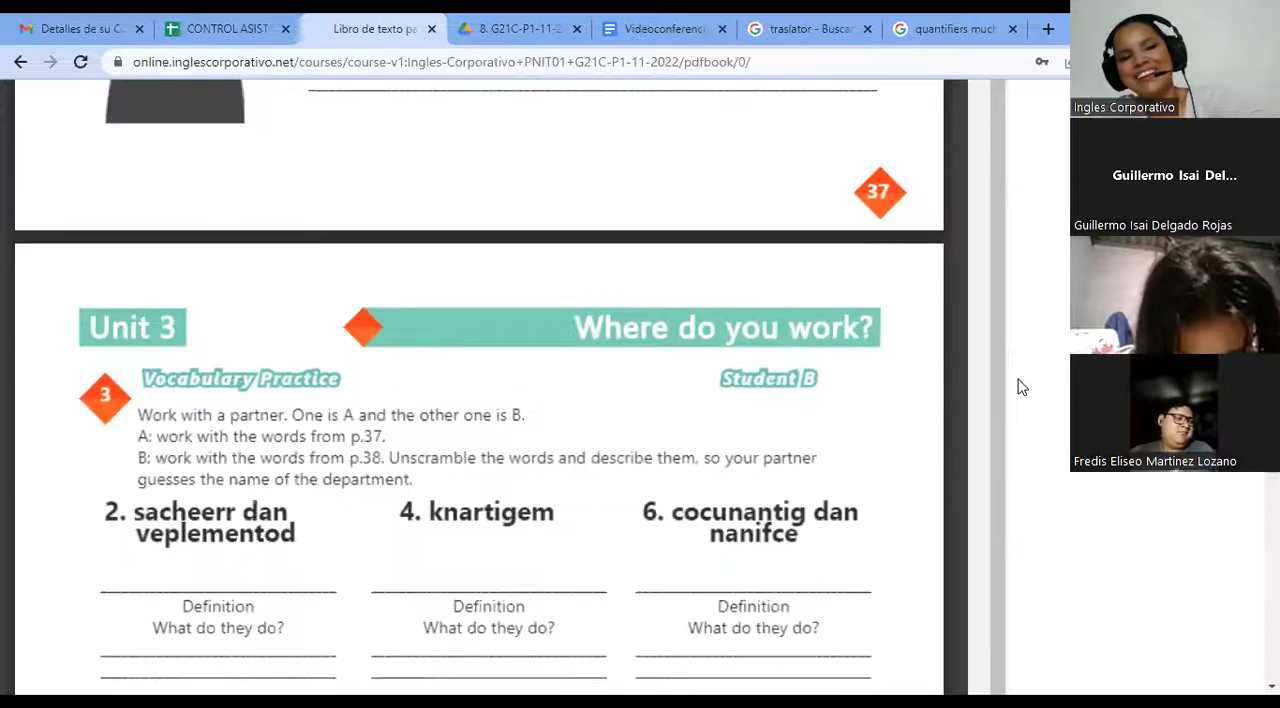 Detalles de su C
CONTROL ASIST
Libro de texto pa
8. G21C-P1-11-2
Videoconferenc
traslator - Busca
quantifiers much
online.inglescorporativo.net/courses/course-v1:Ingles-Corporativo+PNIT01+G21C-P1-11-2022/pdfbook/0/
Ingles Corporativo
Guillermo Isai Del...
Guillermo Isai Delgado Rojas
Fredis Eliseo Martinez Lozano
37
Unit 3
Where do you work?
3
Vocabulary Practice
Student B
Work with a partner. One is A and the other one is B.
A: work with the words from p.37.
B: work with the words from p.38. Unscramble the words and describe them, so your partner
guesses the name of the department.
2. sacheerr dan
veplementod
4. knartigem
6. cocunantig dan
nanifce
Definition
What do they do?
Definition
What do they do?
Definition
What do they do?